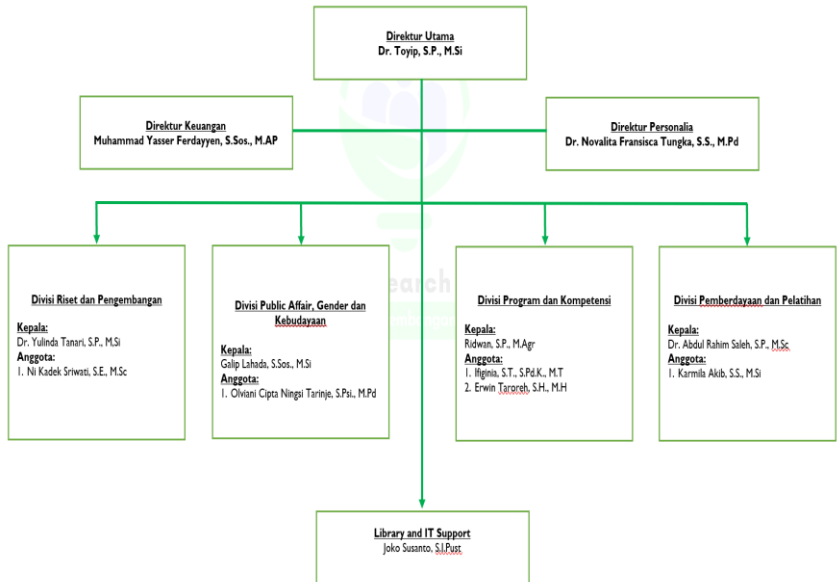 Direktur Utama
Dr. Toyip, S.P., M.Si
Direktur Keuangan
Muhammad Yasser Ferdayyen, S.Sos., M.AP
Direktur Personalia
Dr. Novalita Fransisca Tungka, S.S., M.Pd
Divisi Riset dan Pengembangan
Kepala:
Dr. Yulinda Tanari, S.P., M.Si
Anggota:
1. Ni Kadek Sriwati, S.E., M.Sc
Divisi Public Affair, Gender dan
Kebudayaan
Kepala:
Galip Lahada, S.Sos., M.Si
Anggota:
1. Olviani Cipta Ningsi Tarinje, S.Psi., M.Pd
earch
Divisi Program dan Kompetensi
Kepala:
Ridwan, S.P., M.Agr
Anggota:
1. Ifiginia, S.T., S.Pd.K., M.T
2. Erwin Taroreh, S.H., M.H
Divisi Pemberdayaan dan Pelatihan
Kepala:
Dr. Abdul Rahim Saleh, S.P., M.Sc
Anggota:
1. Karmila Akib, S.S., M.Si
Library and IT Support
Joko Susanto, S.I.Pust